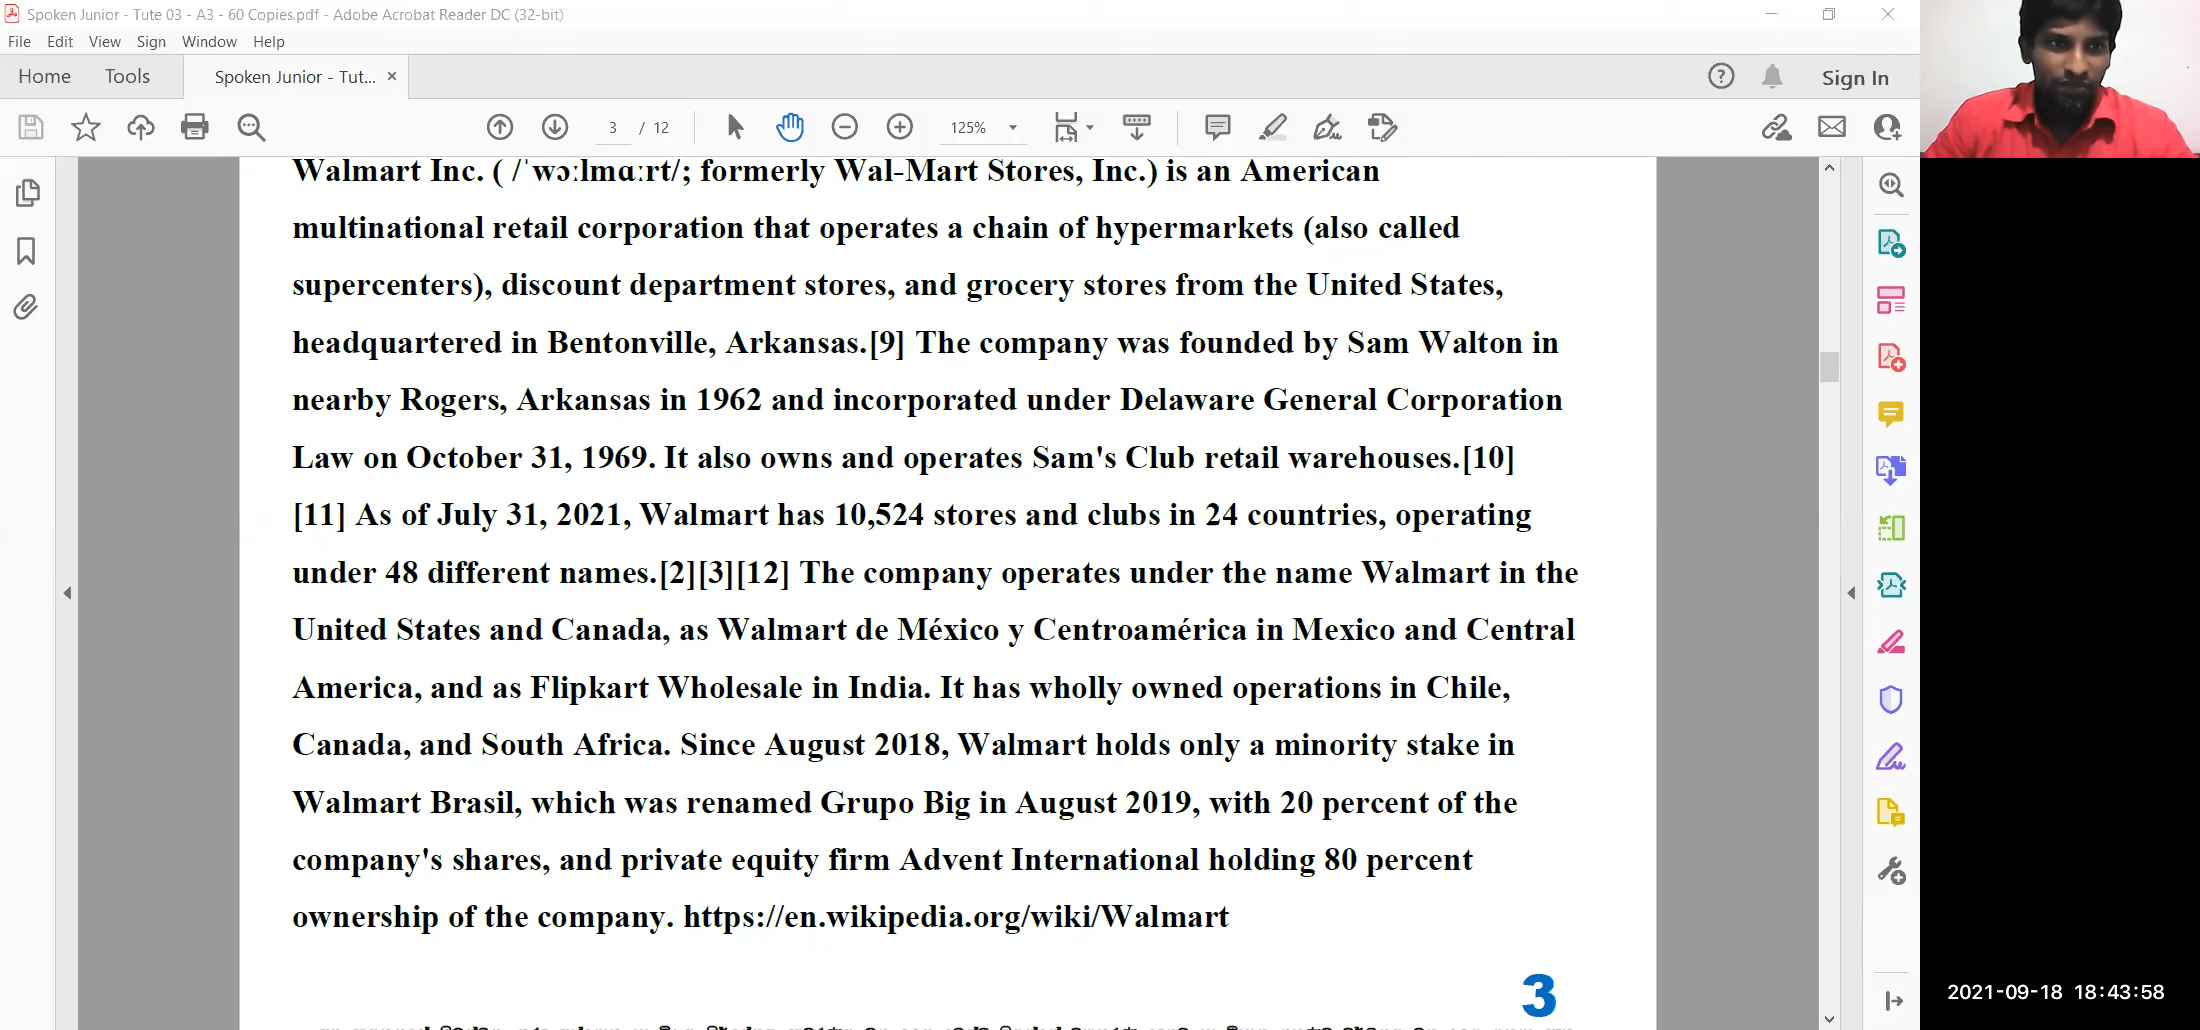 Spoken Junior - Tute 03 - A3 - 60 Copies.pdf - Adobe Acrobat Reader DC (32-bit)
File Edit View Sign Window Help
Home Tools Spoken Junior - Tut... × Sign In
3 / 12 125%
Walmart Inc. ( /ˈwɔːlmɑːrt/; formerly Wal-Mart Stores, Inc.) is an American
multinational retail corporation that operates a chain of hypermarkets (also called
supercenters), discount department stores, and grocery stores from the United States,
headquartered in Bentonville, Arkansas.[9] The company was founded by Sam Walton in
nearby Rogers, Arkansas in 1962 and incorporated under Delaware General Corporation
Law on October 31, 1969. It also owns and operates Sam's Club retail warehouses.[10]
[11] As of July 31, 2021, Walmart has 10,524 stores and clubs in 24 countries, operating
under 48 different names.[2][3][12] The company operates under the name Walmart in the
United States and Canada, as Walmart de México y Centroamérica in Mexico and Central
America, and as Flipkart Wholesale in India. It has wholly owned operations in Chile,
Canada, and South Africa. Since August 2018, Walmart holds only a minority stake in
Walmart Brasil, which was renamed Grupo Big in August 2019, with 20 percent of the
company's shares, and private equity firm Advent International holding 80 percent
ownership of the company. https://en.wikipedia.org/wiki/Walmart
3
2021-09-18 18:43:58